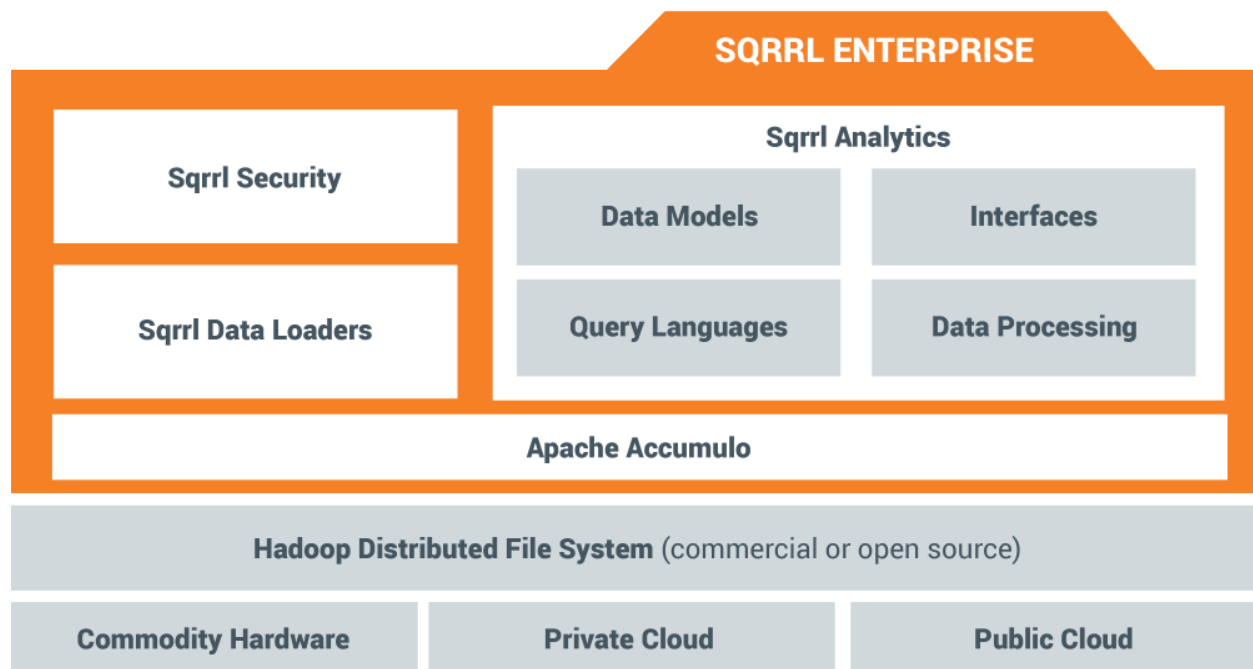 SQRRL ENTERPRISE
Sqrrl Security
Sqrrl Data Loaders
Sqrrl Analytics
Data Models
Interfaces
Query Languages
Data Processing
Apache Accumulo
Hadoop Distributed File System (commercial or open source)
Commodity Hardware
Private Cloud
Public Cloud